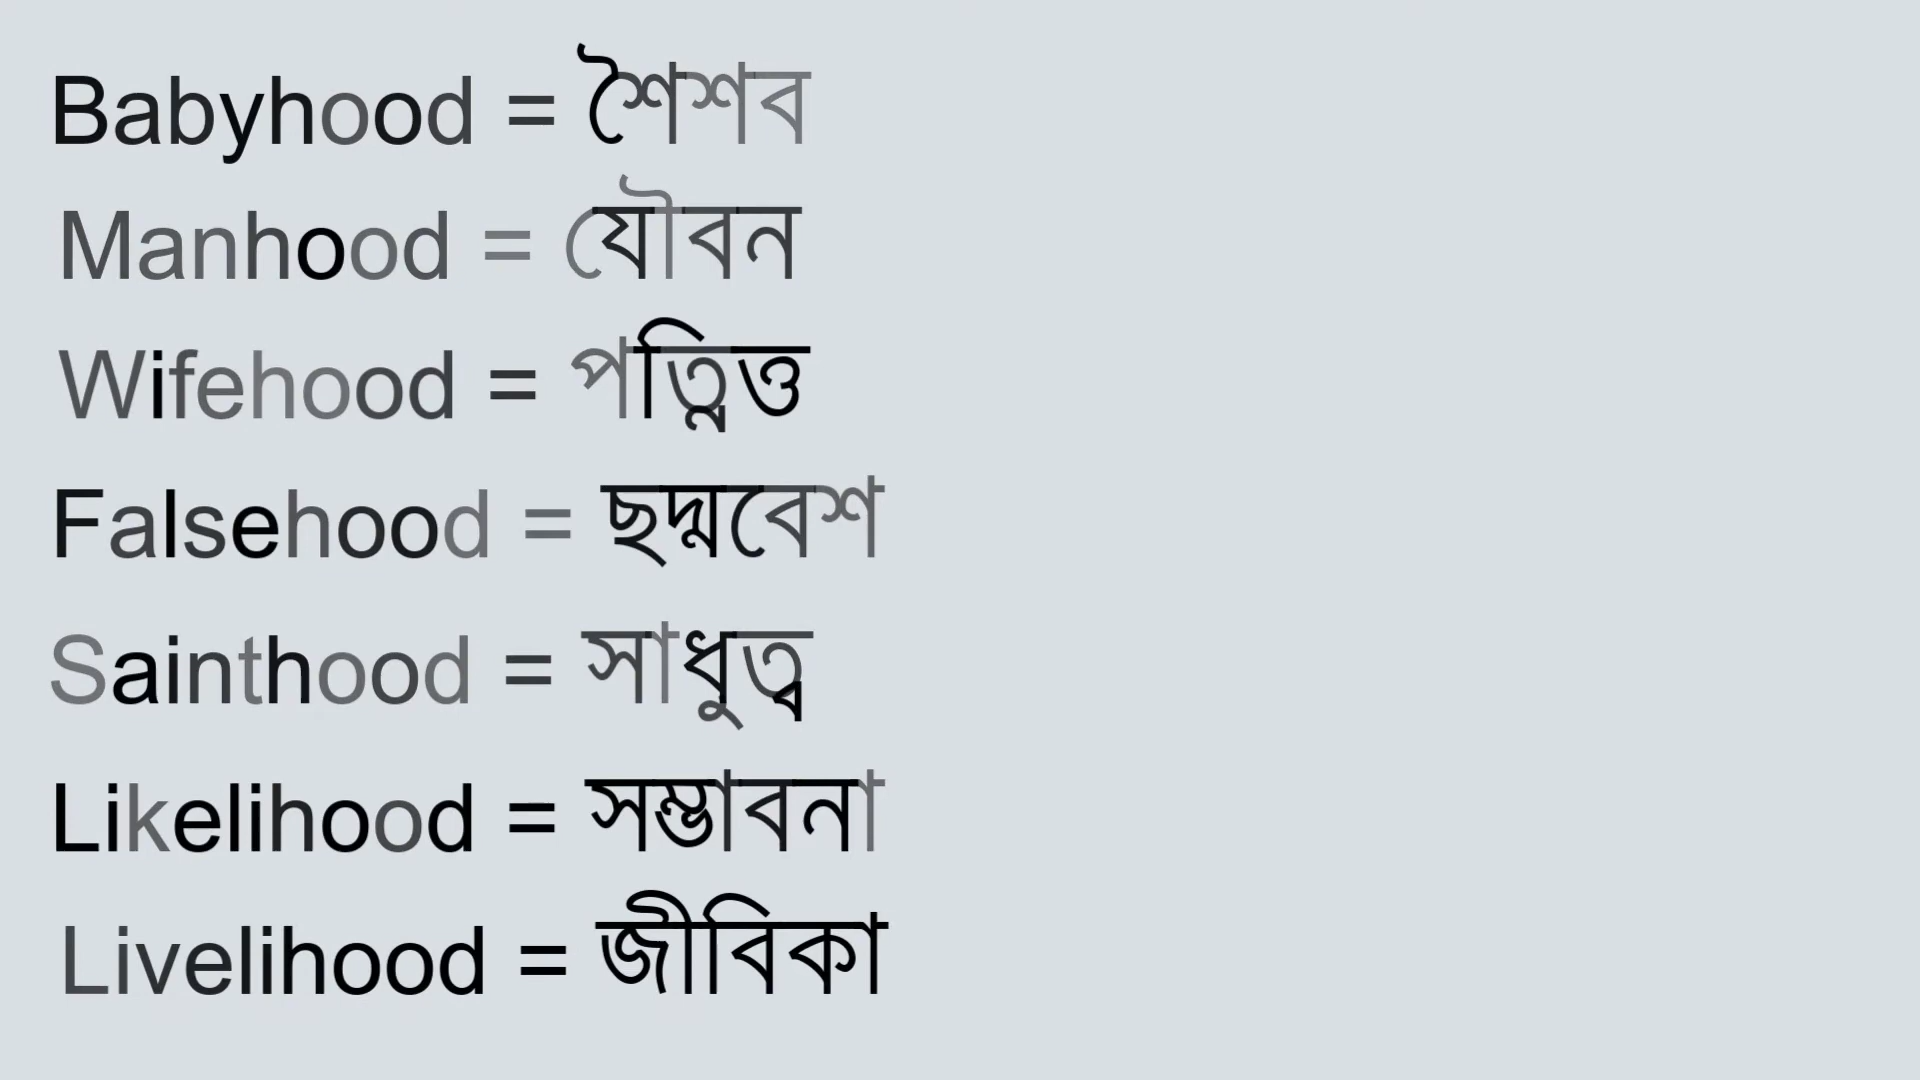 Babyhood = শৈশব
Manhood = যৌবন
Wifehood = পত্নিত্ত
Falsehood = ছদ্মবেশ
Sainthood = সাধুত্ব
Likelihood = সম্ভাবনা
Livelihood = জীবিকা